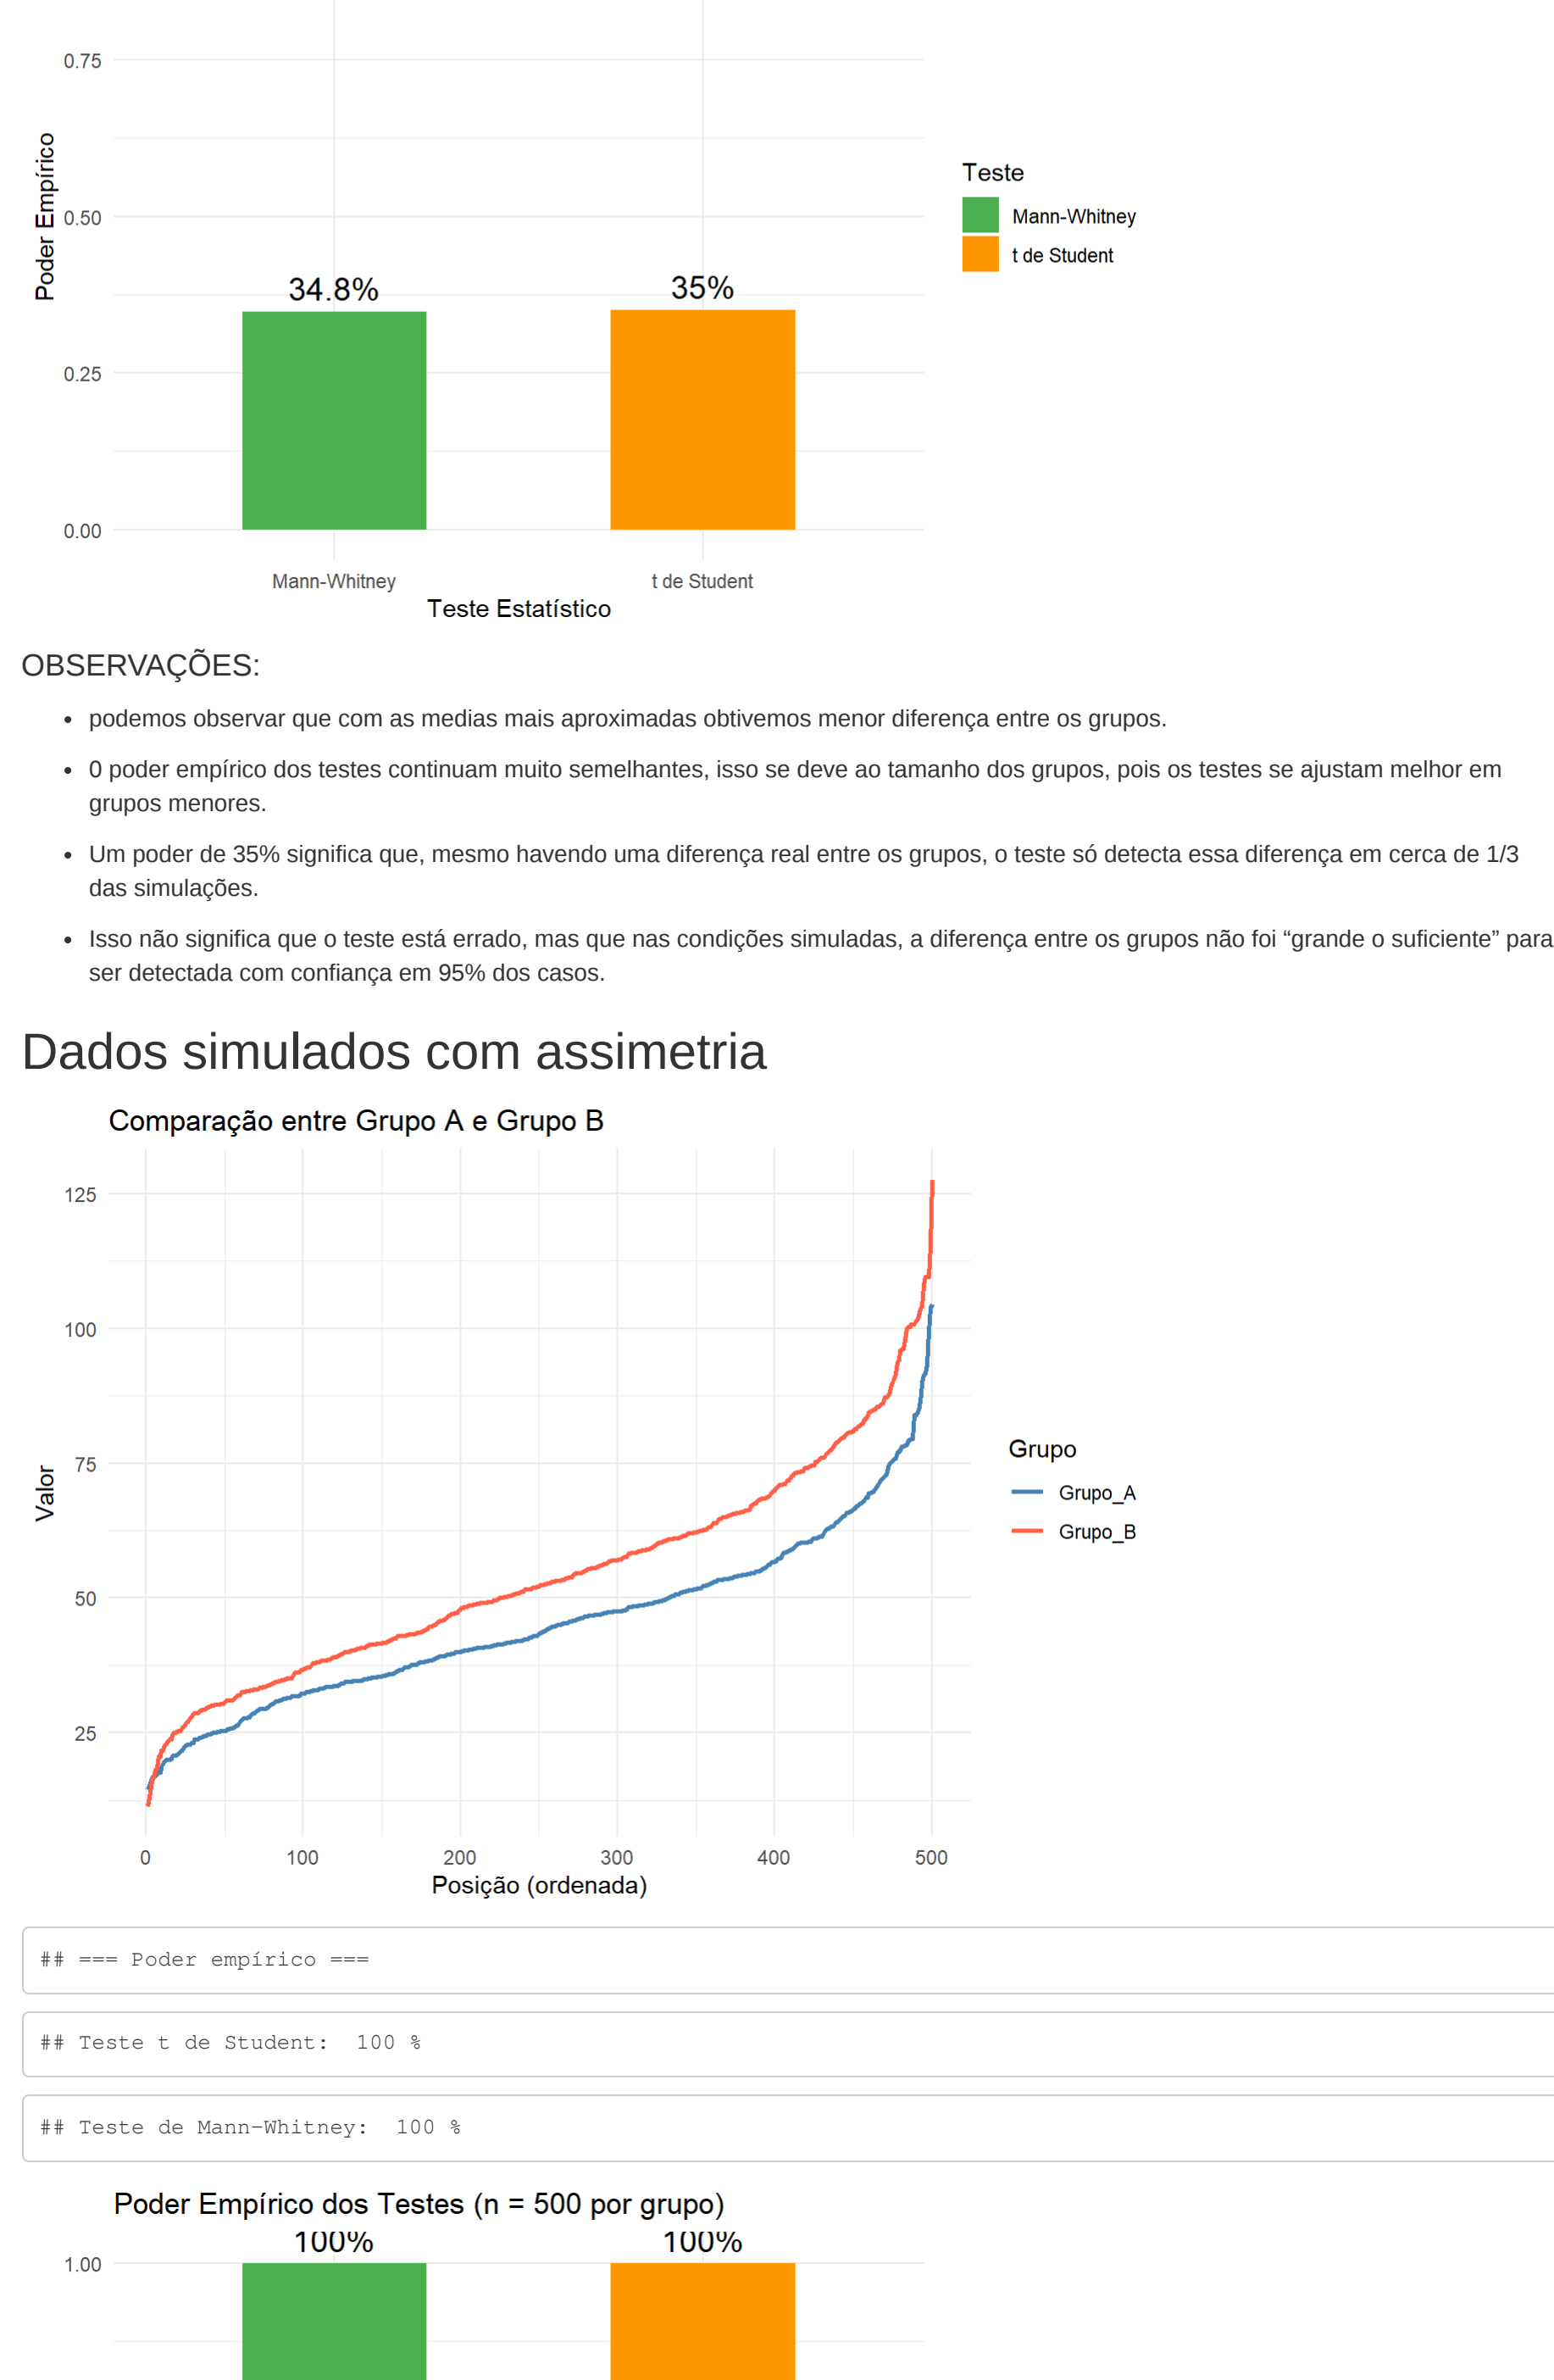 0.75
0.50
0.25
0.00
Poder Empírico
34.8%
35%
Mann-Whitney
t de Student
Teste Estatístico
Teste
Mann-Whitney
t de Student
OBSERVAÇÕES:
podemos observar que com as medias mais aproximadas obtivemos menor diferença entre os grupos.
0 poder empírico dos testes continuam muito semelhantes, isso se deve ao tamanho dos grupos, pois os testes se ajustam melhor em
grupos menores.
Um poder de 35% significa que, mesmo havendo uma diferença real entre os grupos, o teste só detecta essa diferença em cerca de 1/3
das simulações.
Isso não significa que o teste está errado, mas que nas condições simuladas, a diferença entre os grupos não foi “grande o suficiente” para
ser detectada com confiança em 95% dos casos.
Dados simulados com assimetria
Comparação entre Grupo A e Grupo B
125
100
75
50
25
Valor
0
100
200
300
400
500
Posição (ordenada)
Grupo
Grupo_A
Grupo_B
## === Poder empírico ===
## Teste t de Student:  100 %
## Teste de Mann-Whitney:  100 %
Poder Empírico dos Testes (n = 500 por grupo)
100%
100%
1.00